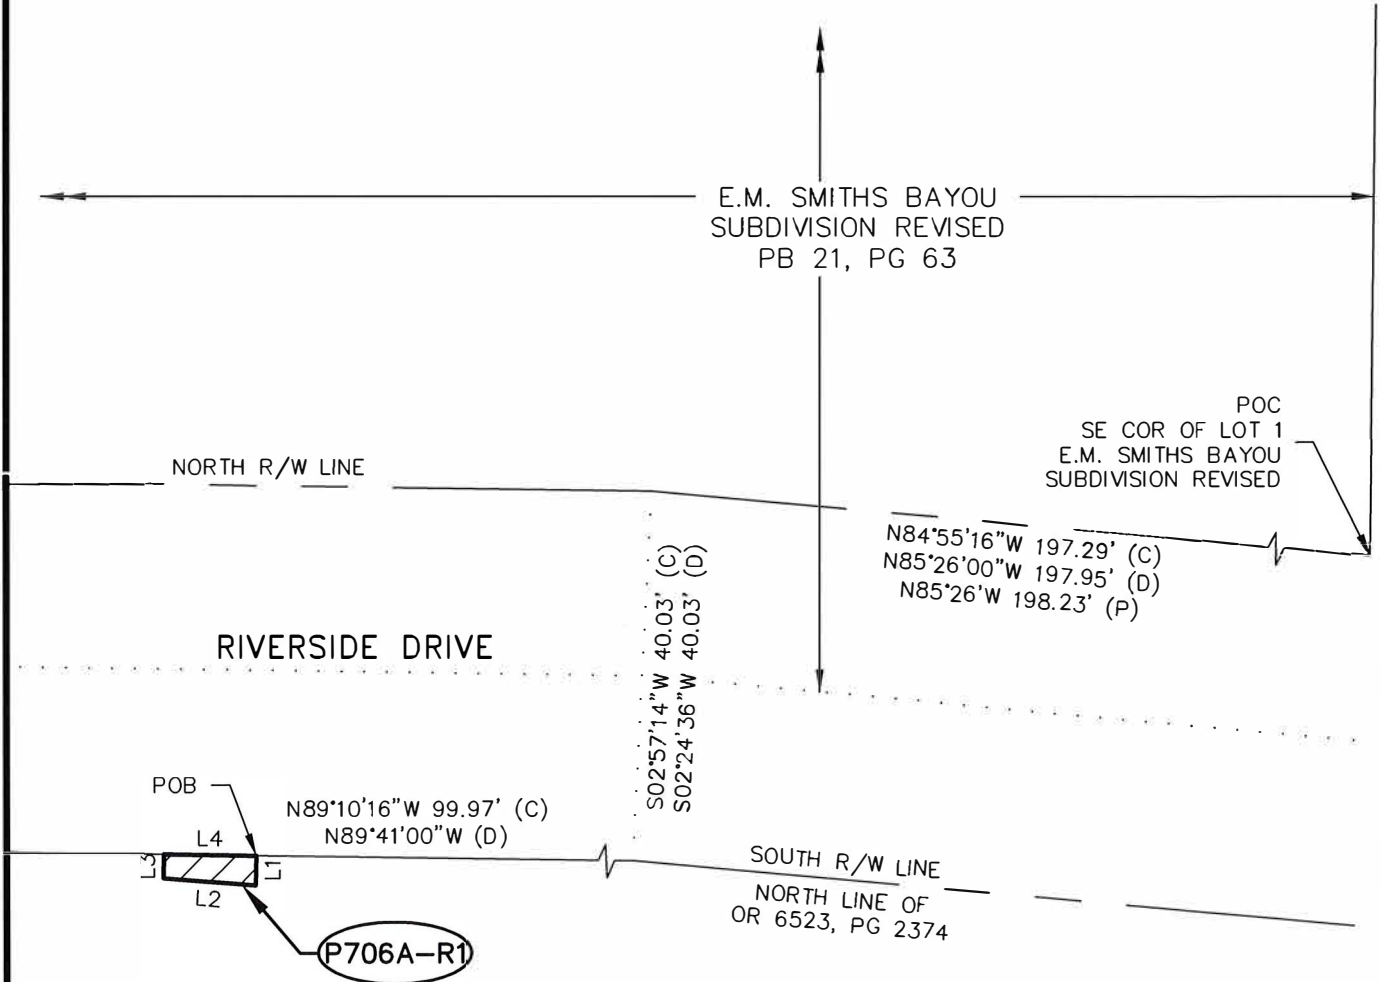 E.M. SMITHS BAYOU
SUBDIVISION REVISED
PB 21, PG 63
POC
SE COR OF LOT 1
E.M. SMITHS BAYOU
SUBDIVISION REVISED
NORTH R/W LINE
N84°55'16"W 197.29' (C)
N85°26'00"W 197.95' (D)
N85°26'W 198.23' (P)
S02°57'14"W 40.03' (C)
S02°24'36"W 40.03' (D)
RIVERSIDE DRIVE
POB
N89°10'16"W 99.97' (C)
N89°41'00"W (D)
L4
L3
L1
L2
SOUTH R/W LINE
NORTH LINE OF
OR 6523, PG 2374
P706A-R1